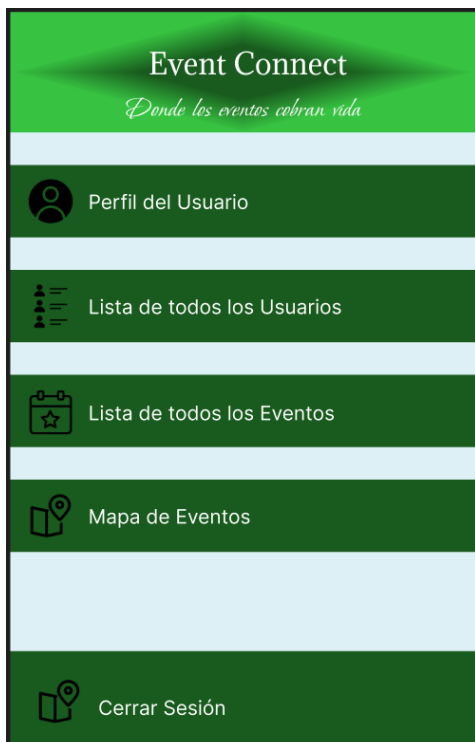 Event Connect
Donde los eventos cobran vida
Perfil del Usuario
Lista de todos los Usuarios
Lista de todos los Eventos
Mapa de Eventos
Cerrar Sesión